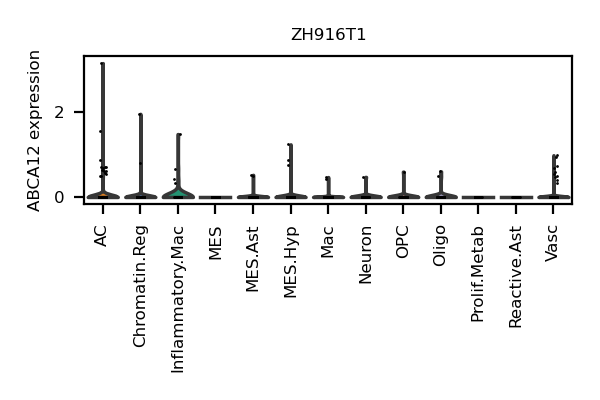 ZH916T1
ABCA12 expression
2
0
AC
Chromatin.Reg
Inflammatory.Mac
MES
MES.Ast
MES.Hyp
Mac
Neuron
OPC
Oligo
Prolif.Metab
Reactive.Ast
Vasc